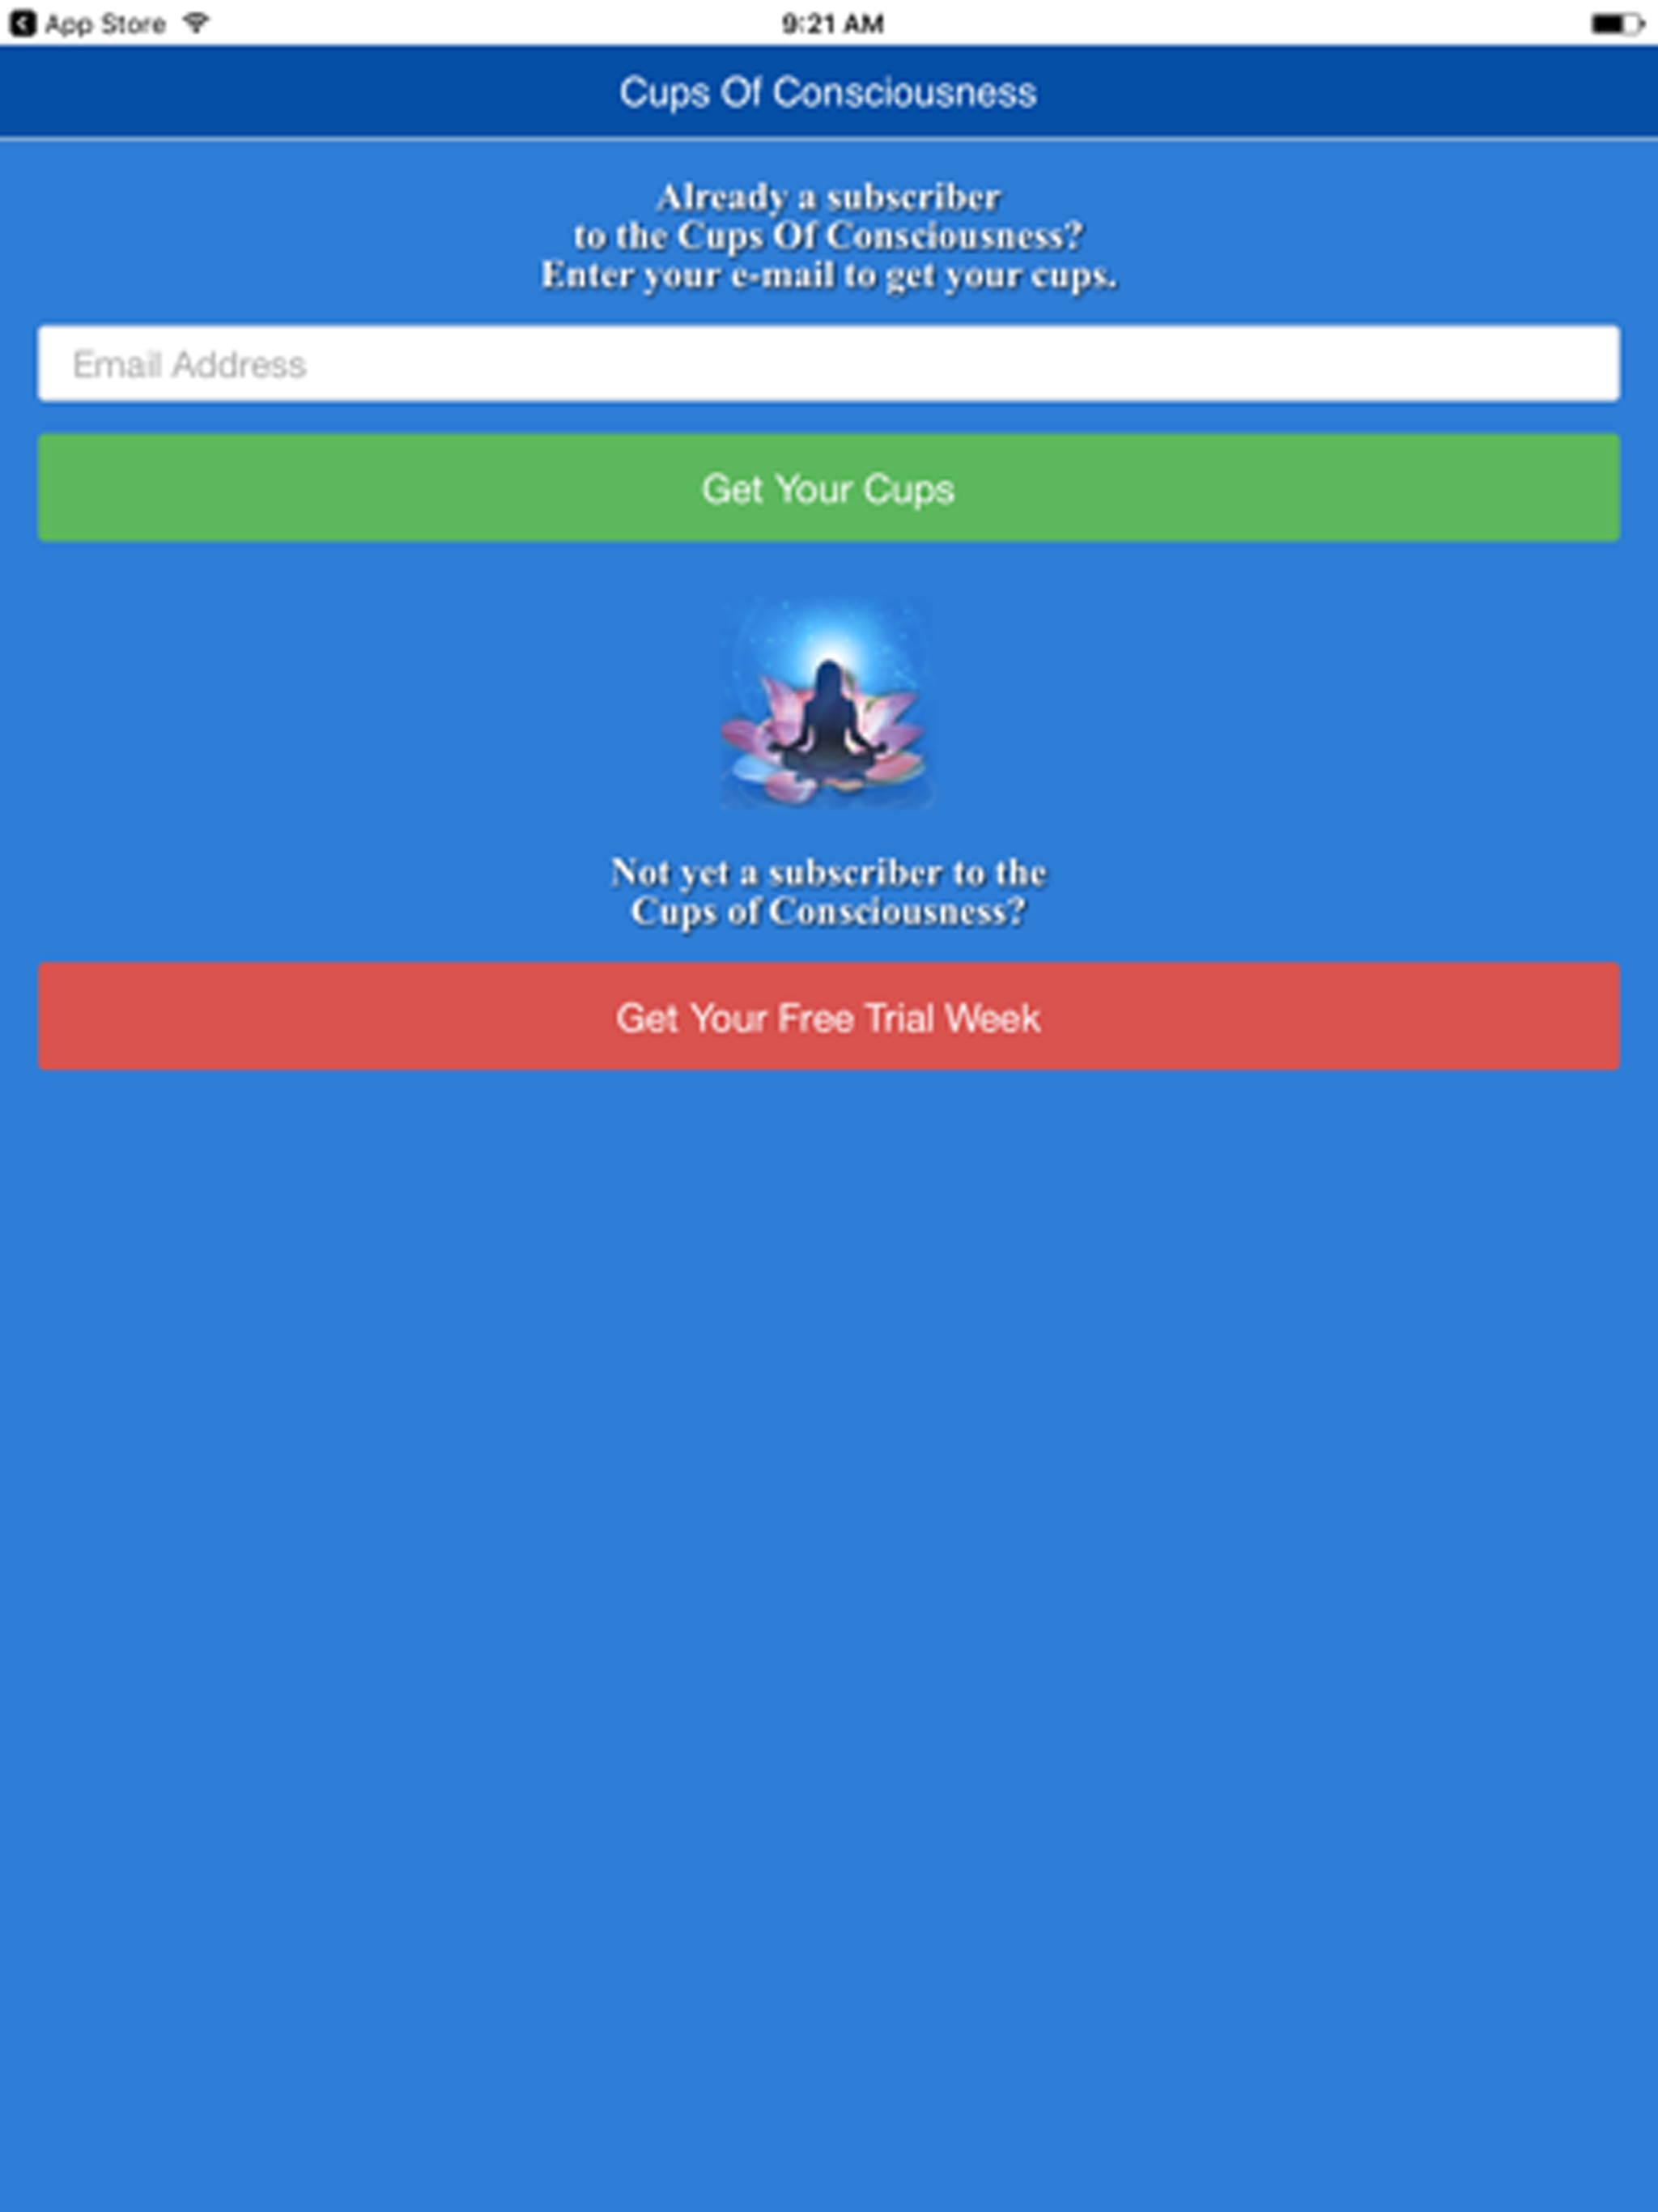 App Store
9:21 AM
Cups Of Consciousness
Already a subscriber
to the Cups Of Consciousness?
Enter your e-mail to get your cups.
Email Address
Get Your Cups
Not yet a subscriber to the
Cups of Consciousness?
Get Your Free Trial Week